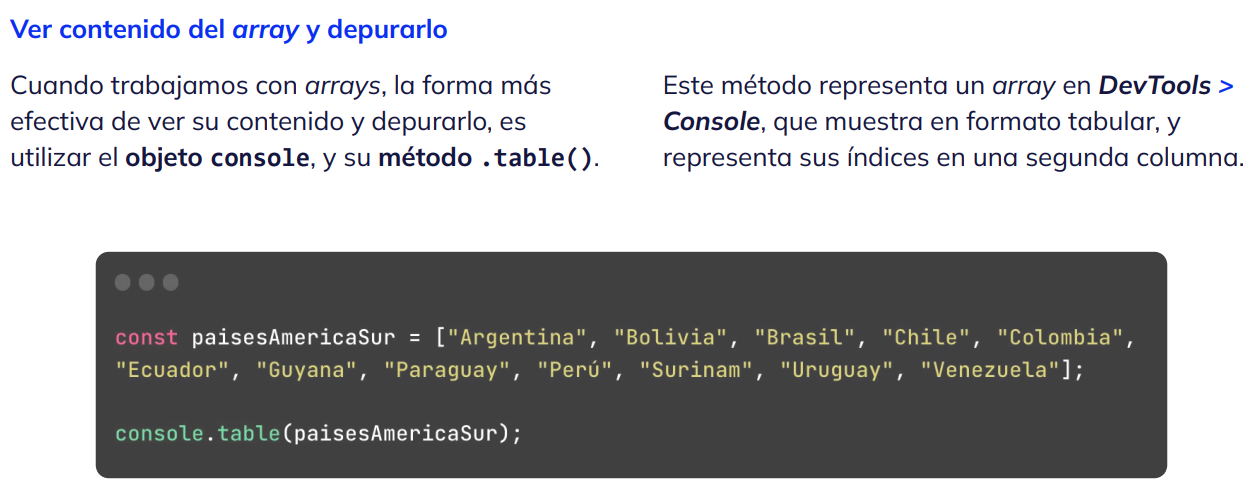 Ver contenido del array y depurarlo
Cuando trabajamos con arrays, la forma más
efectiva de ver su contenido y depurarlo, es
utilizar el objeto console, y su método .table().
Este método representa un array en DevTools >
Console, que muestra en formato tabular, y
representa sus índices en una segunda columna.
const paisesAmericaSur = ["Argentina", "Bolivia", "Brasil", "Chile", "Colombia",
"Ecuador", "Guyana", "Paraguay", "Perú", "Surinam", "Uruguay", "Venezuela"];
console.table(paisesAmericaSur);